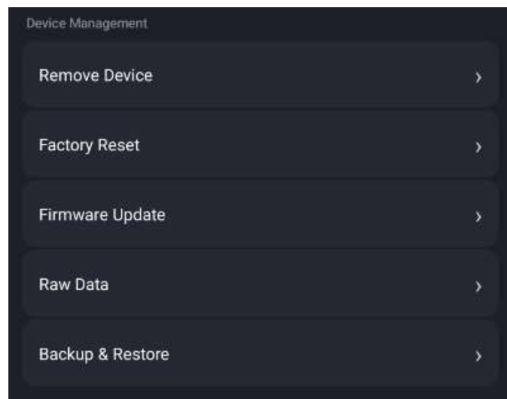 Device Management
Remove Device
Factory Reset
Firmware Update
Raw Data
Backup & Restore